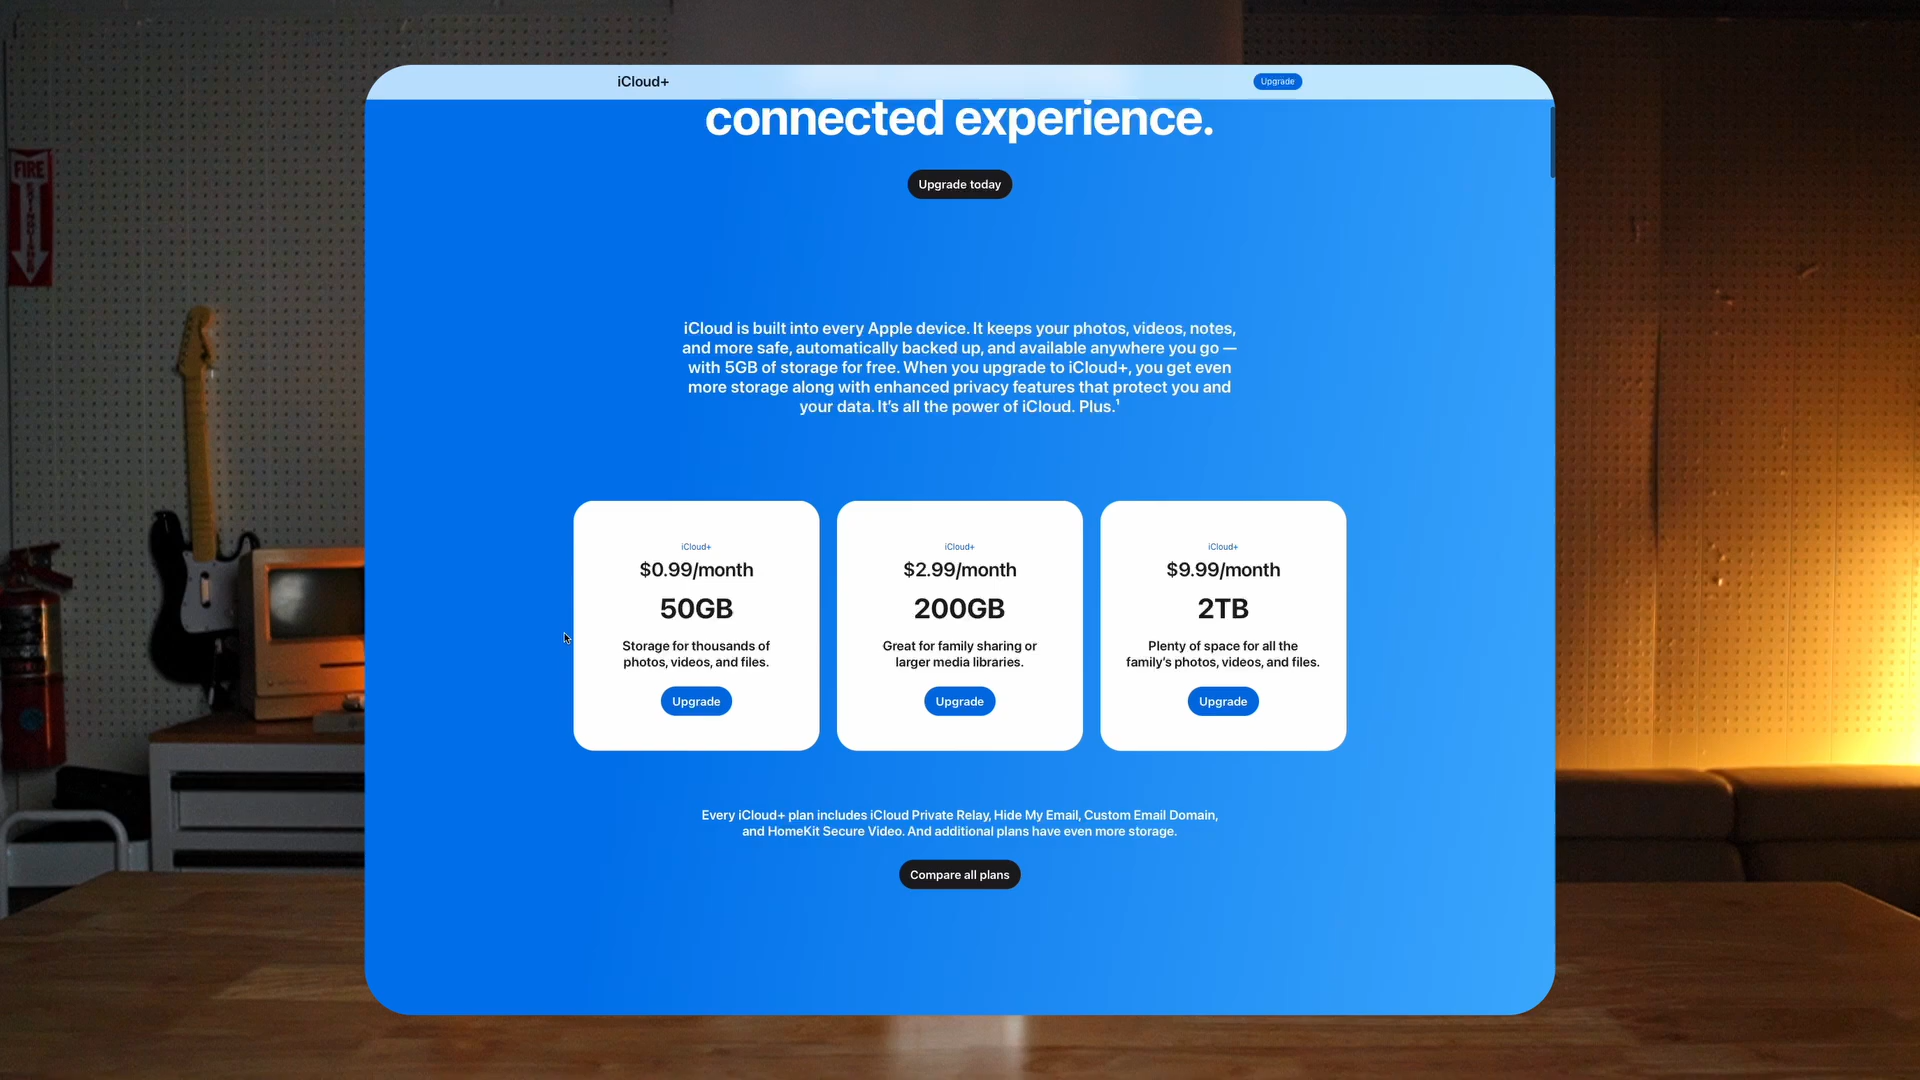 iCloud+
Upgrade
connected experience.
Upgrade today
iCloud is built into every Apple device. It keeps your photos, videos, notes,
and more safe, automatically backed up, and available anywhere you go —
with 5GB of storage for free. When you upgrade to iCloud+, you get even
more storage along with enhanced privacy features that protect you and
your data. It’s all the power of iCloud. Plus.¹
iCloud+
$0.99/month
50GB
Storage for thousands of
photos, videos, and files.
Upgrade
iCloud+
$2.99/month
200GB
Great for family sharing or
larger media libraries.
Upgrade
iCloud+
$9.99/month
2TB
Plenty of space for all the
family’s photos, videos, and files.
Upgrade
Every iCloud+ plan includes iCloud Private Relay, Hide My Email, Custom Email Domain,
and HomeKit Secure Video. And additional plans have even more storage.
Compare all plans
FIRE
EXTINGUISHER